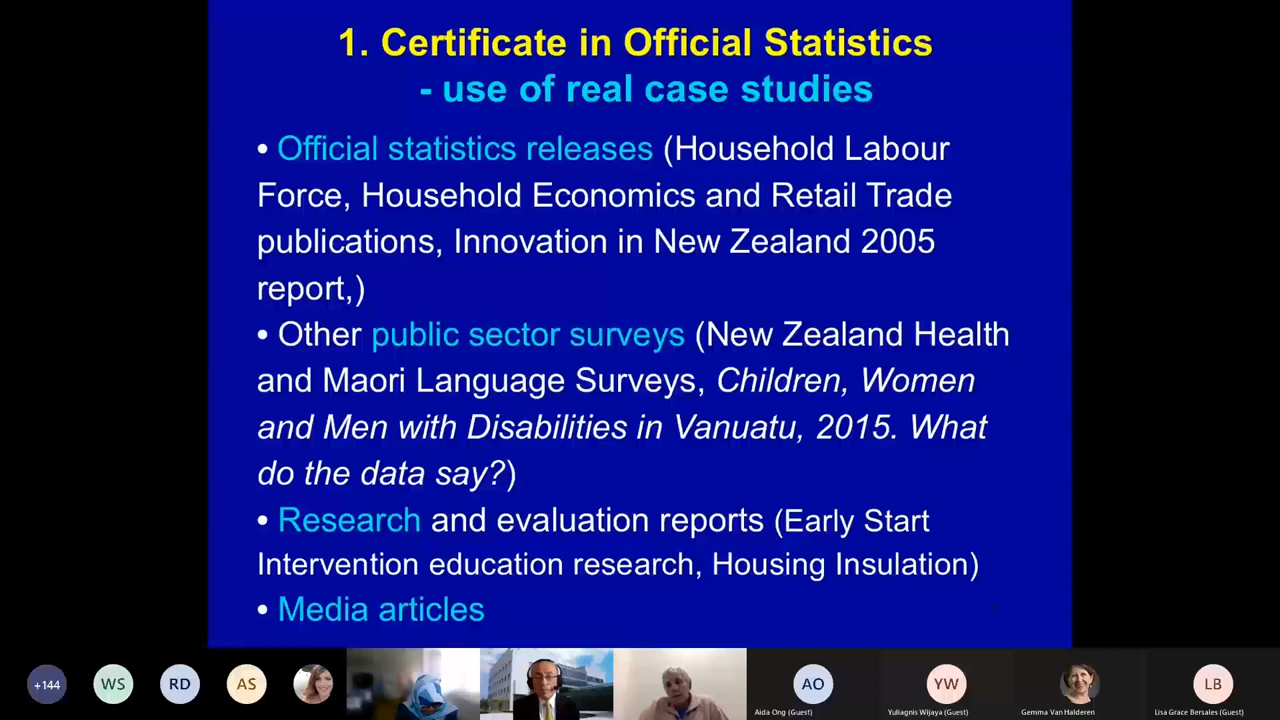 1. Certificate in Official Statistics
- use of real case studies
• Official statistics releases (Household Labour
Force, Household Economics and Retail Trade
publications, Innovation in New Zealand 2005
report,)
• Other public sector surveys (New Zealand Health
and Maori Language Surveys, Children, Women
and Men with Disabilities in Vanuatu, 2015. What
do the data say?)
• Research and evaluation reports (Early Start
Intervention education research, Housing Insulation)
• Media articles
+144
WS
RD
AS
AO
YW
LB
Aida Ong (Guest)
Yuliagnis Wijaya (Guest)
Gemma Van Halderen
Lisa Grace Bersales (Guest)